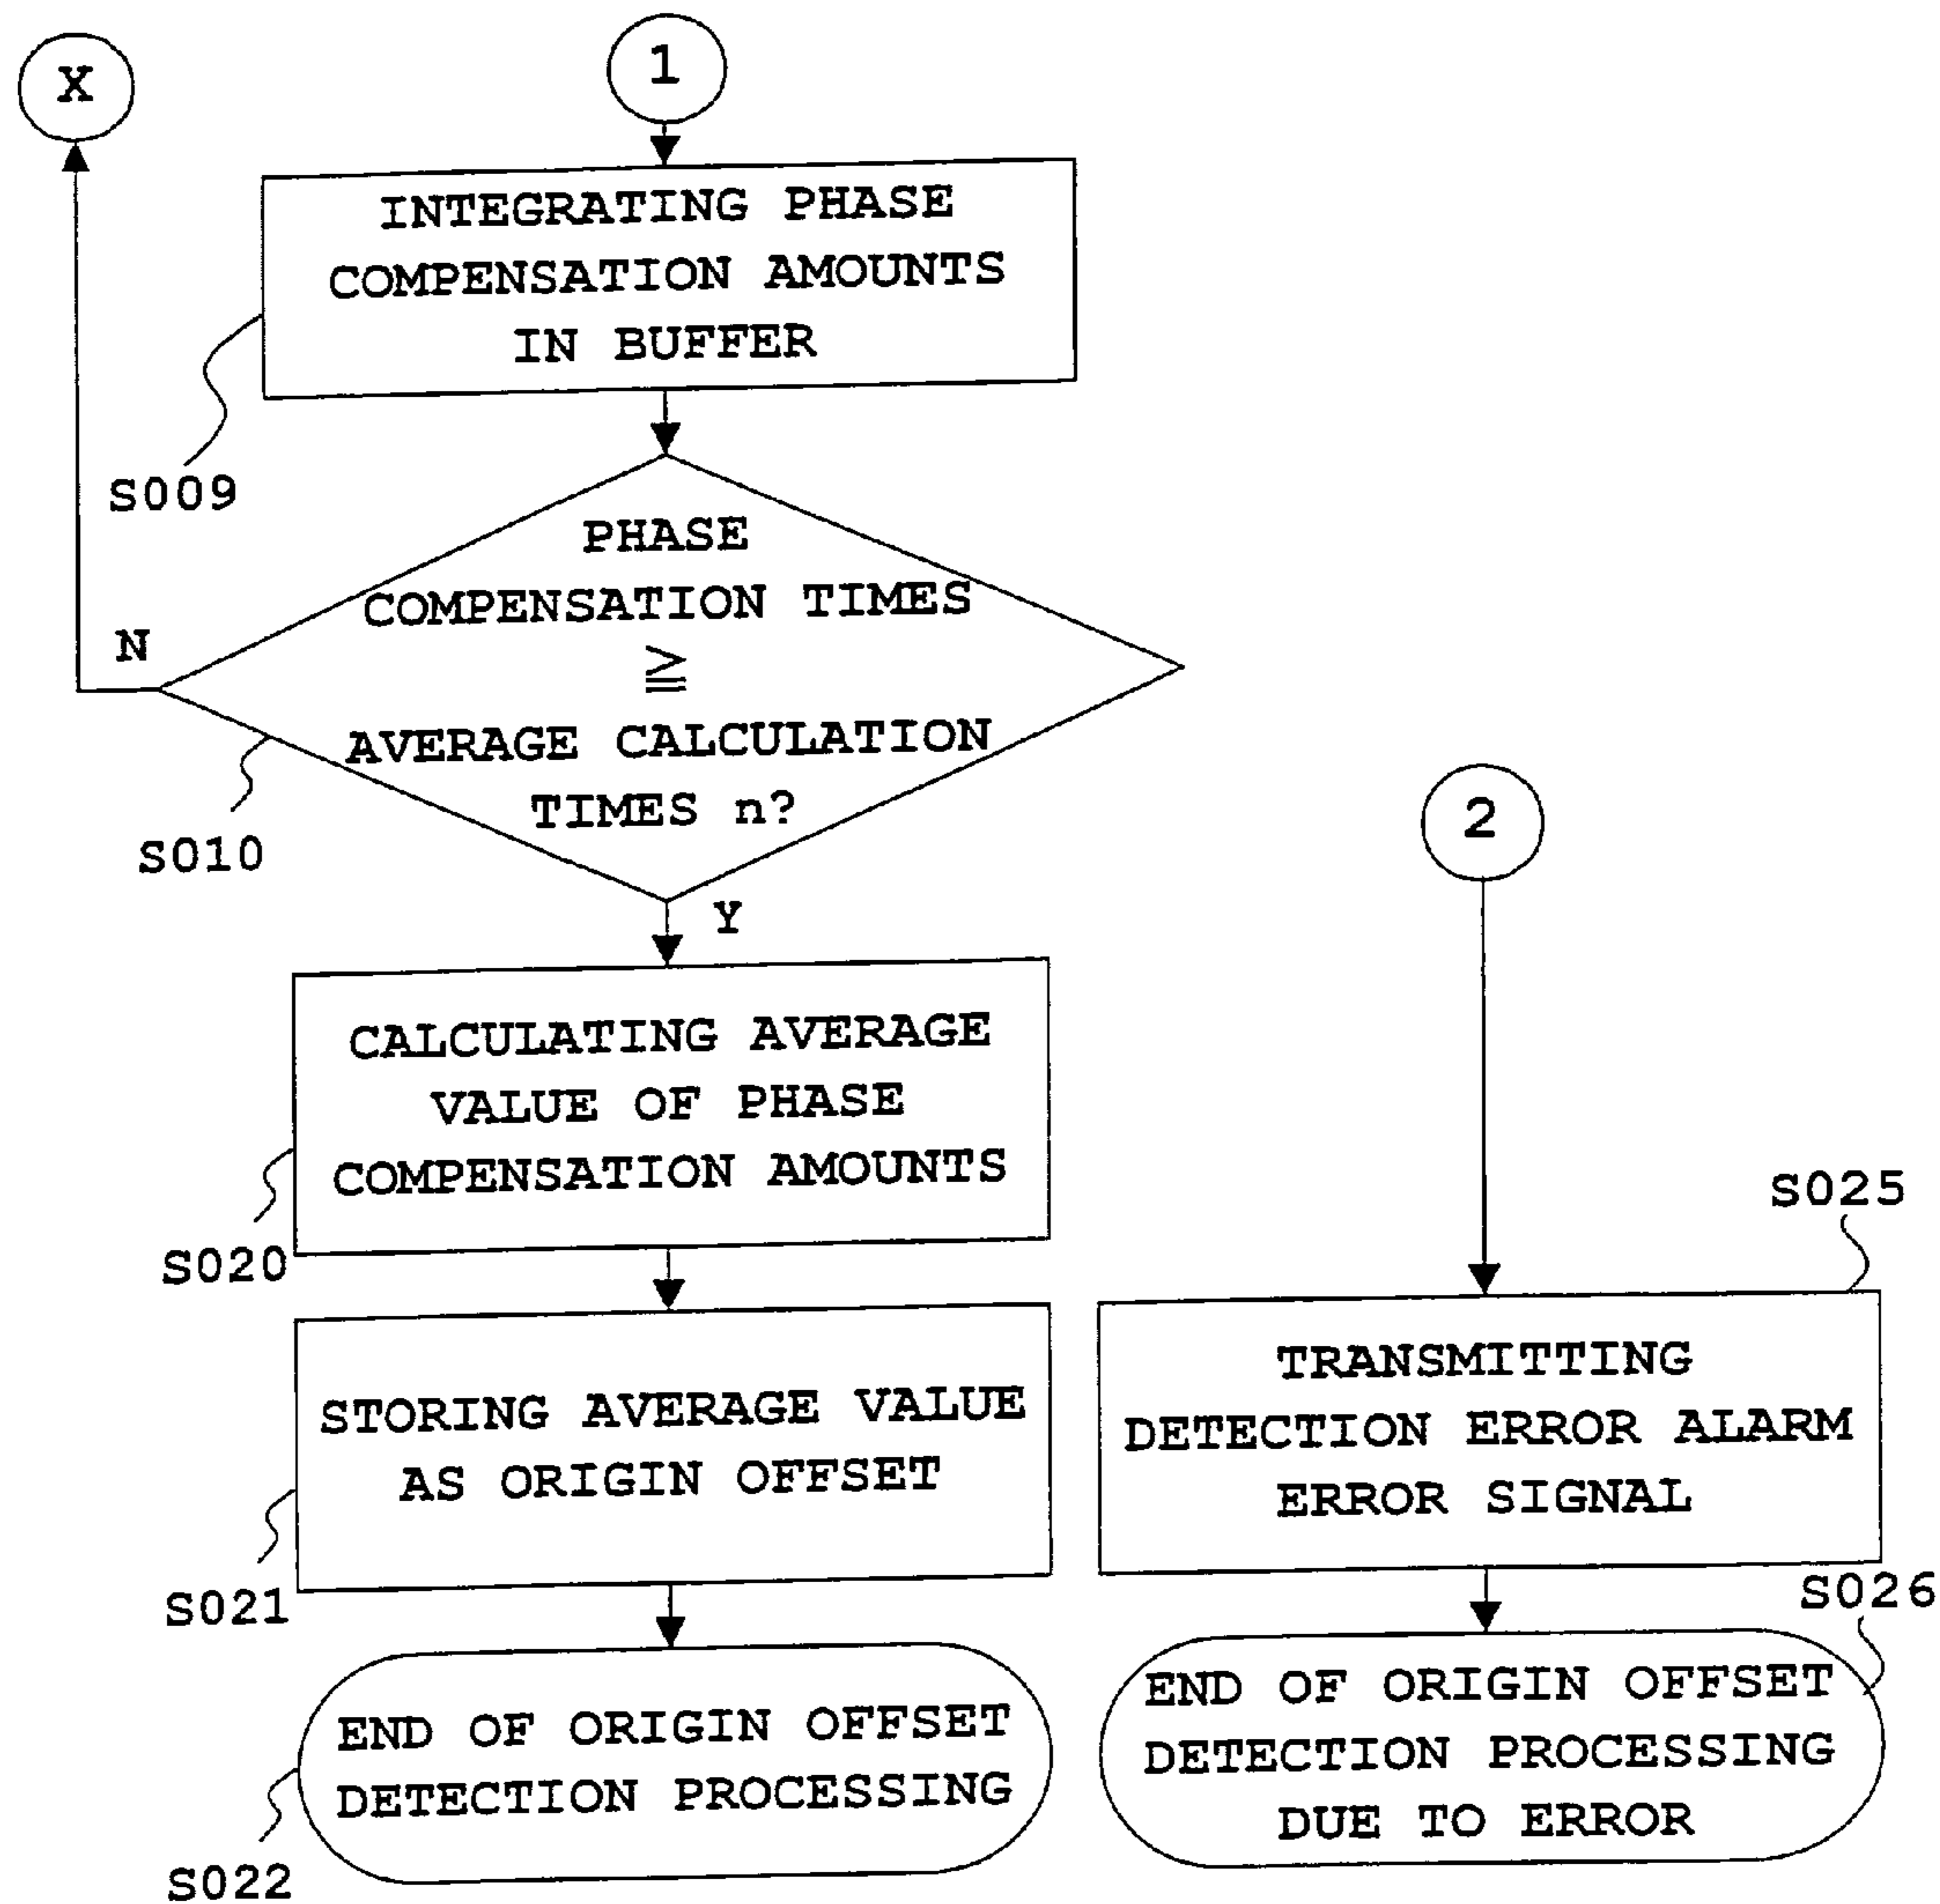 X
1
INTEGRATING PHASE
COMPENSATION AMOUNTS
IN BUFFER
S009
PHASE
COMPENSATION TIMES
≧
AVERAGE CALCULATION
TIMES n?
N
S010
Y
CALCULATING AVERAGE
VALUE OF PHASE
COMPENSATION AMOUNTS
S020
STORING AVERAGE VALUE
AS ORIGIN OFFSET
S021
END OF ORIGIN OFFSET
DETECTION PROCESSING
S022
2
S025
TRANSMITTING
DETECTION ERROR ALARM
ERROR SIGNAL
S026
END OF ORIGIN OFFSET
DETECTION PROCESSING
DUE TO ERROR